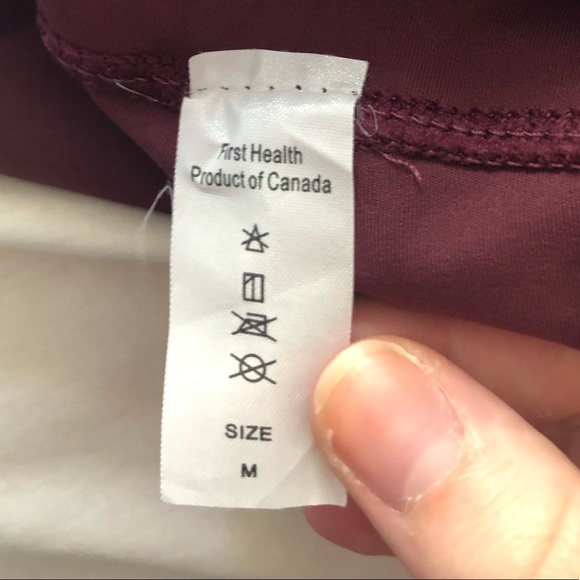 First Health
Product of Canada
SIZE
M